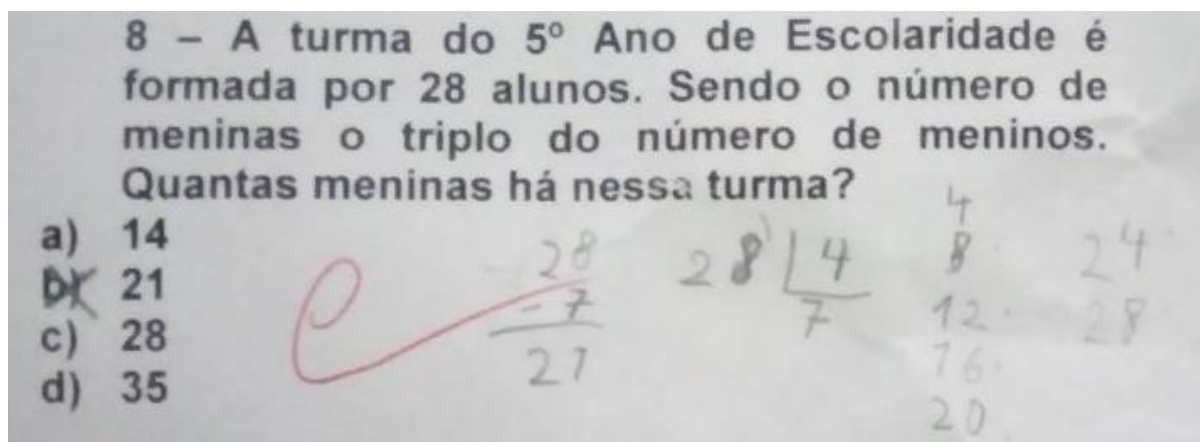 8 – A turma do 5º Ano de Escolaridade é
formada por 28 alunos. Sendo o número de
meninas o triplo do número de meninos.
Quantas meninas há nessa turma?
a) 14
b) 21
c) 28
d) 35
28
- 7
21
28 4
7
4
8
12
16
20
24
28